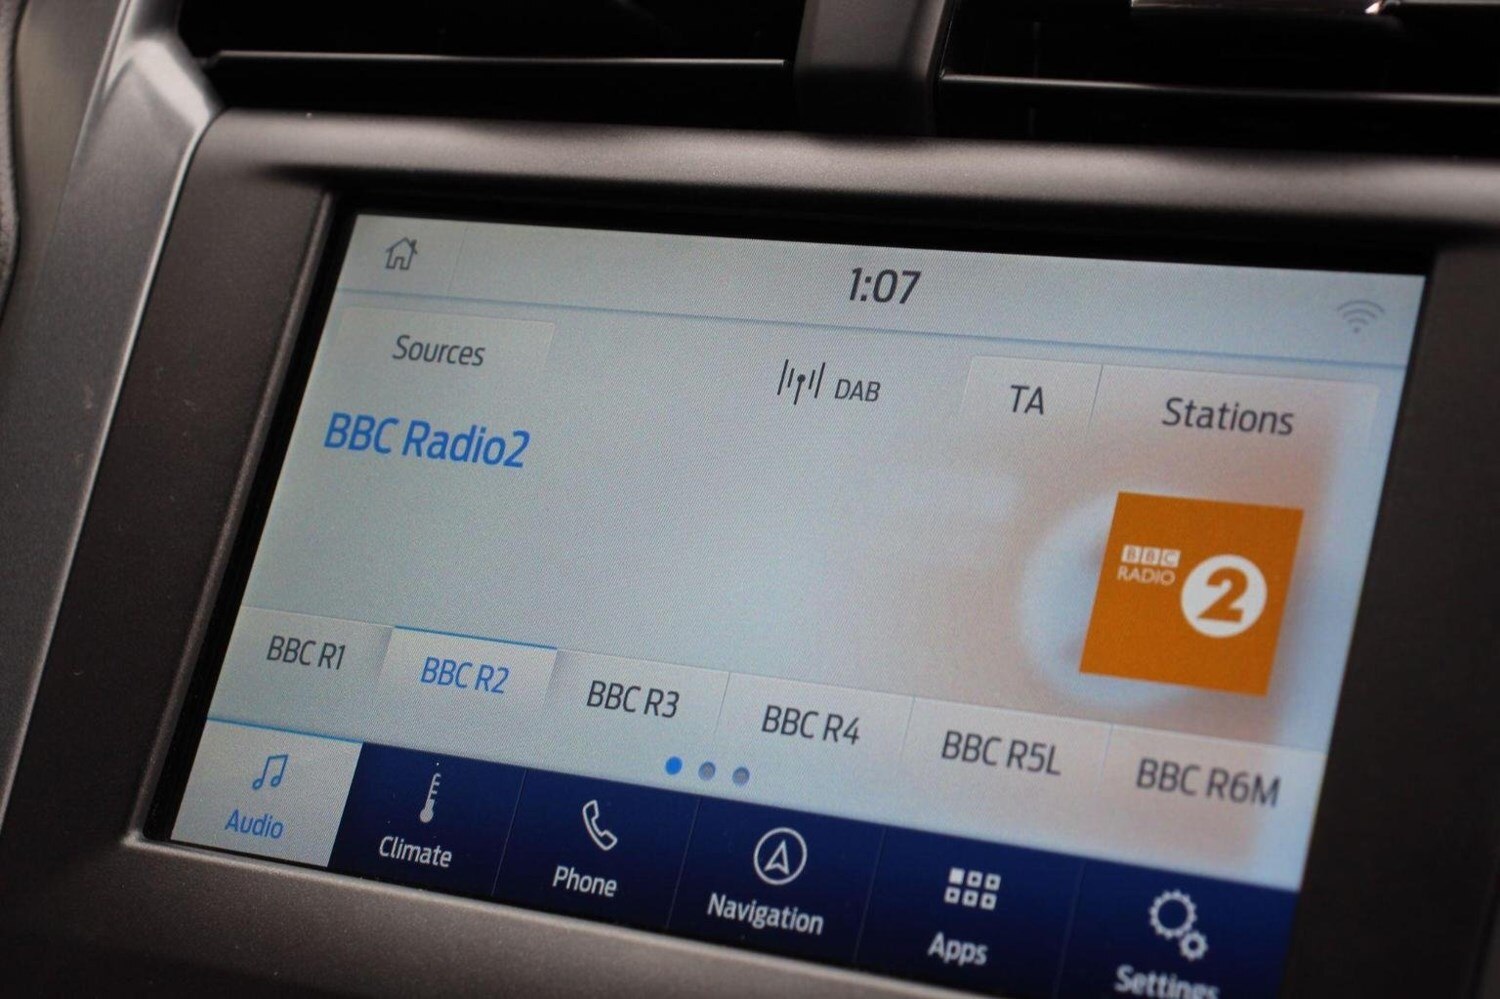 1:07
Sources
DAB
TA
Stations
BBC Radio2
BBC
RADIO
2
BBC R1
BBC R2
BBC R3
BBC R4
BBC R5L
BBC R6M
Audio
Climate
Phone
Navigation
Apps
Settings